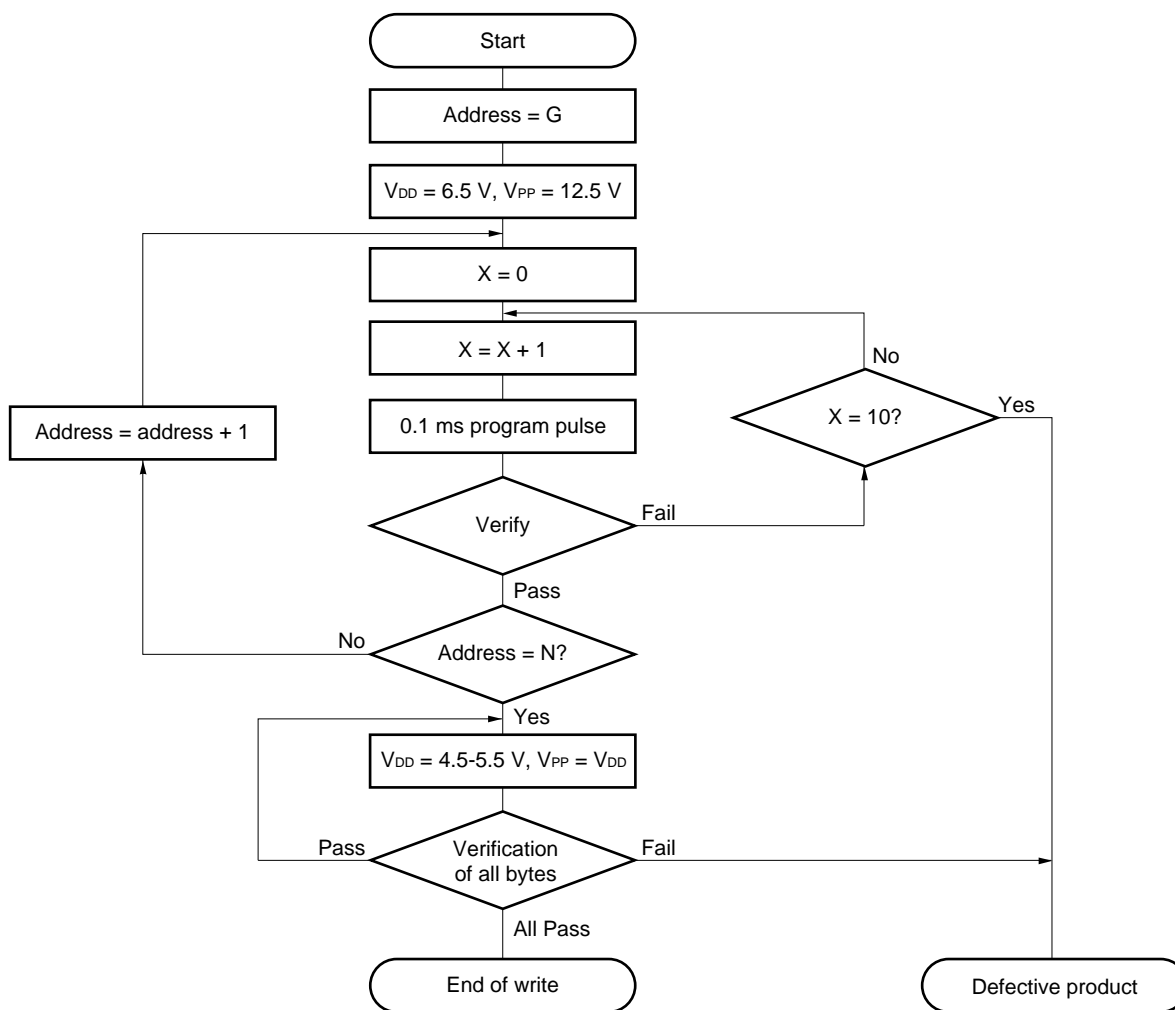 Start
Address = G
VDD = 6.5 V, VPP = 12.5 V
X = 0
X = X + 1
No
Address = address + 1
0.1 ms program pulse
X = 10?
Yes
Verify
Fail
Pass
No
Address = N?
Yes
VDD = 4.5-5.5 V, VPP = VDD
Pass
Verification
of all bytes
Fail
All Pass
End of write
Defective product